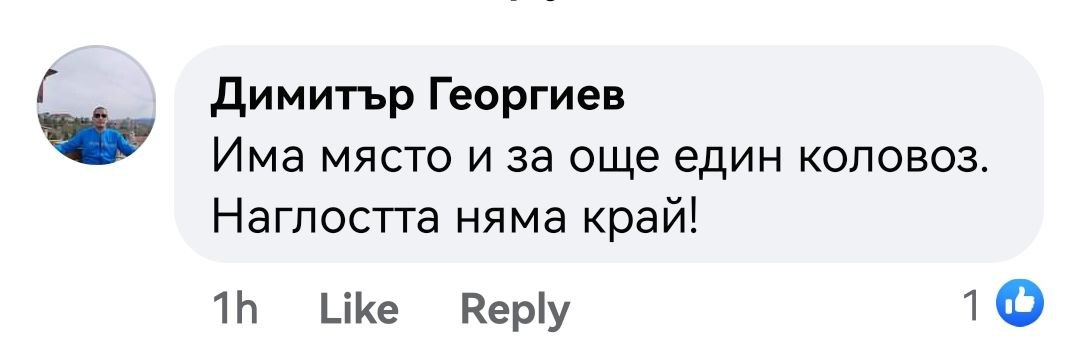 Димитър Георгиев
Има място и за още един коловоз.
Наглостта няма край!
1h Like Reply 1